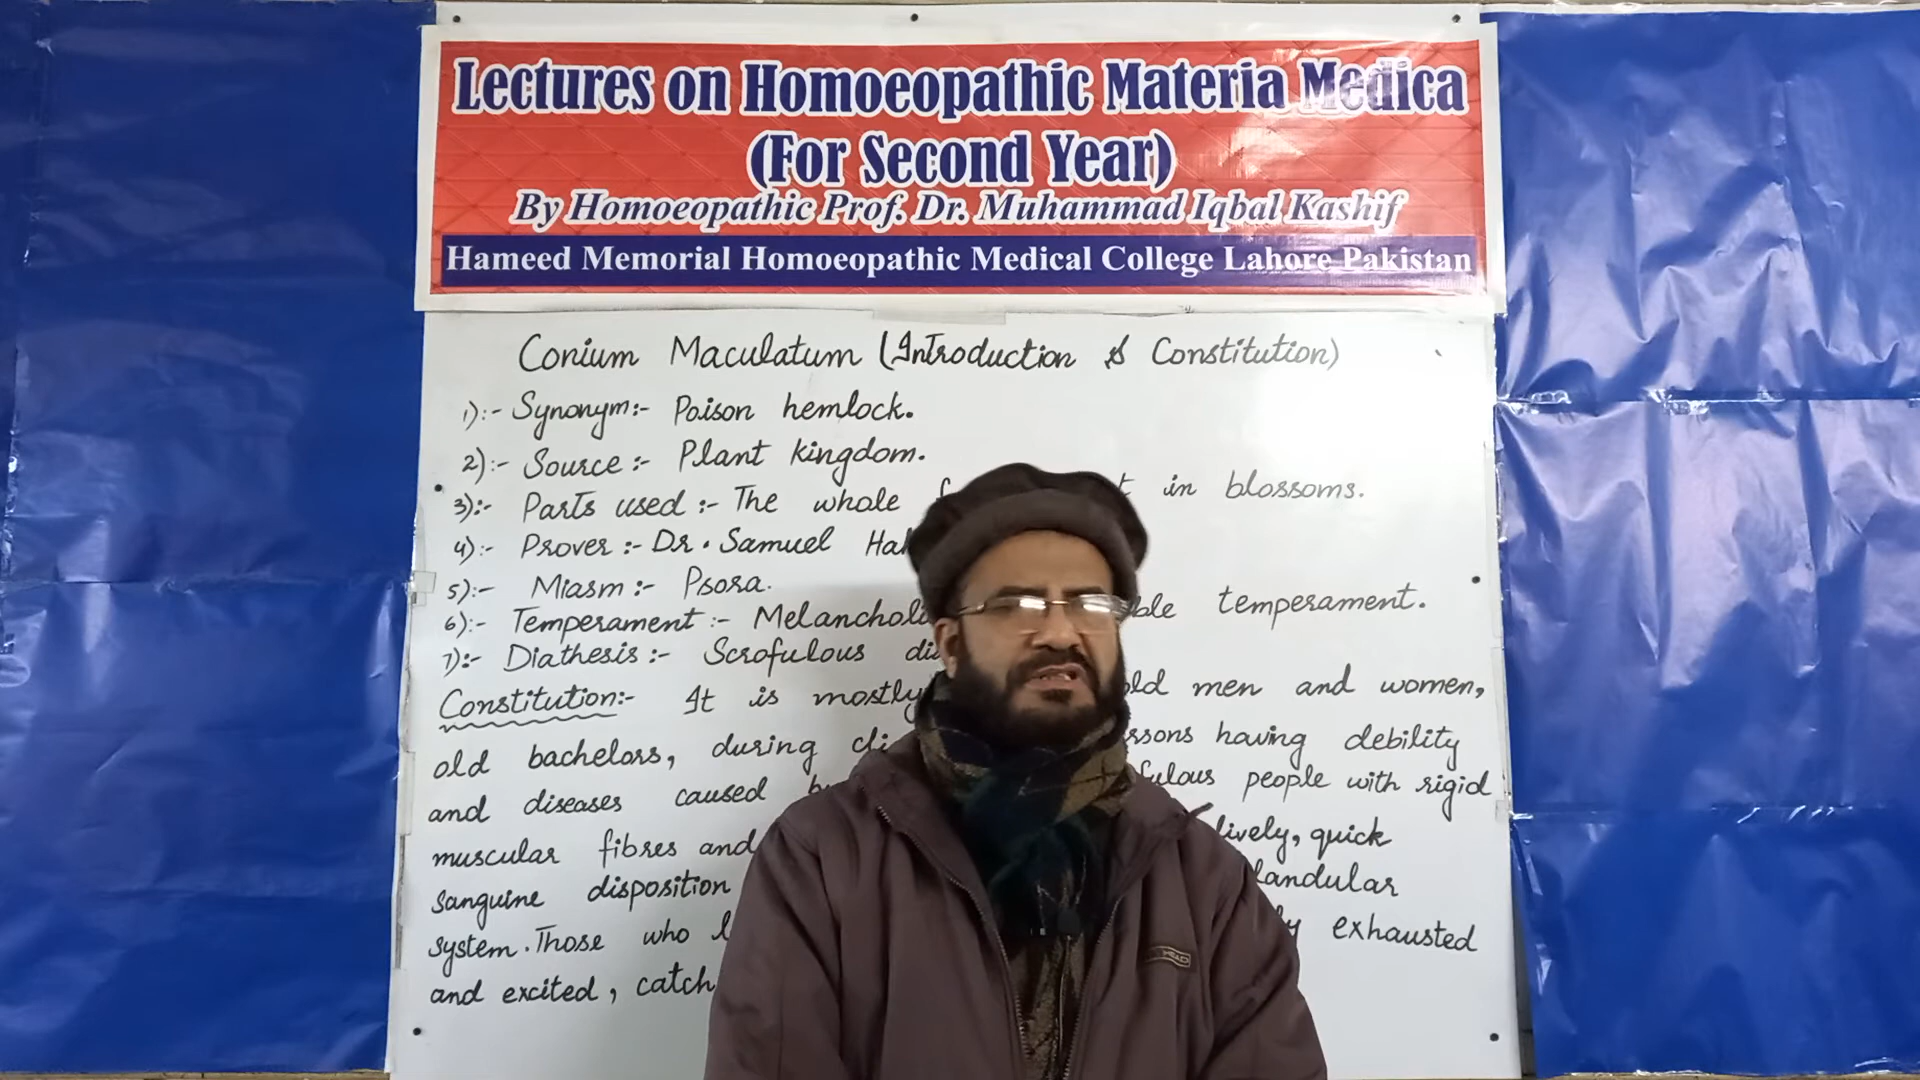 Lectures on Homoeopathic Materia Medica
(For Second Year)
By Homoeopathic Prof. Dr. Muhammad Iqbal Kashif
Hameed Memorial Homoeopathic Medical College Lahore Pakistan
Conium Maculatum (Introduction & Constitution)
1):- Synonym:- Poison hemlock.
2):- Source:- Plant kingdom.
3):- Parts used:- The whole in blossoms.
4):- Prover:- Dr. Samuel
5):- Miasm:- Psora.
6):- Temperament:- temperament.
7):- Diathesis:- Scrofulous
Constitution:- It is mostly old men and women,
old bachelors, during having debility
and diseases caused people with rigid
muscular fibres and lively, quick
sanguine disposition
system. Those who exhausted
and excited, catch